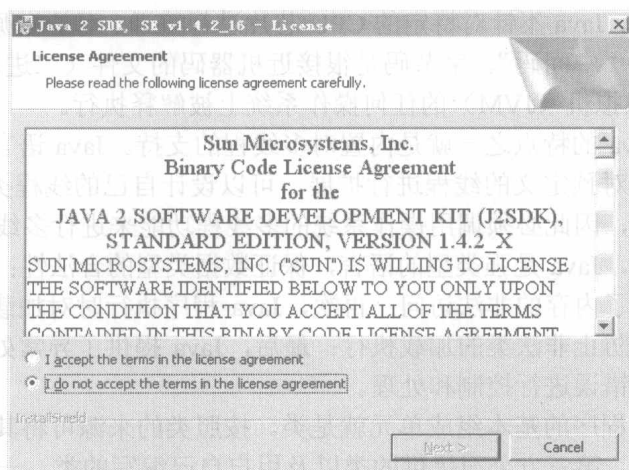 Java 2 SDK, SE v1.4.2_16 - License
License Agreement
Please read the following license agreement carefully.
Sun Microsystems, Inc.
Binary Code License Agreement
for the
JAVA 2 SOFTWARE DEVELOPMENT KIT (J2SDK),
STANDARD EDITION, VERSION 1.4.2_X
SUN MICROSYSTEMS, INC. ("SUN") IS WILLING TO LICENSE
THE SOFTWARE IDENTIFIED BELOW TO YOU ONLY UPON
THE CONDITION THAT YOU ACCEPT ALL OF THE TERMS
CONTAINED IN THIS BINARY CODE LICENSE AGREEMENT
I accept the terms in the license agreement
I do not accept the terms in the license agreement
InstallShield
Next >
Cancel